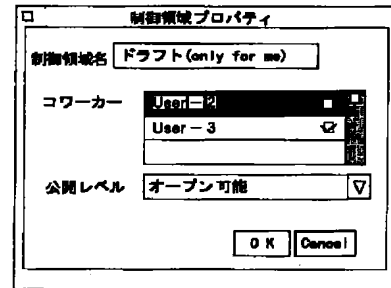 制御領域プロパティ
制御領域名 ドラフト(only for me)
コワーカー User－2
User－3
公開レベル オープン可能 ▽
OK Cancel